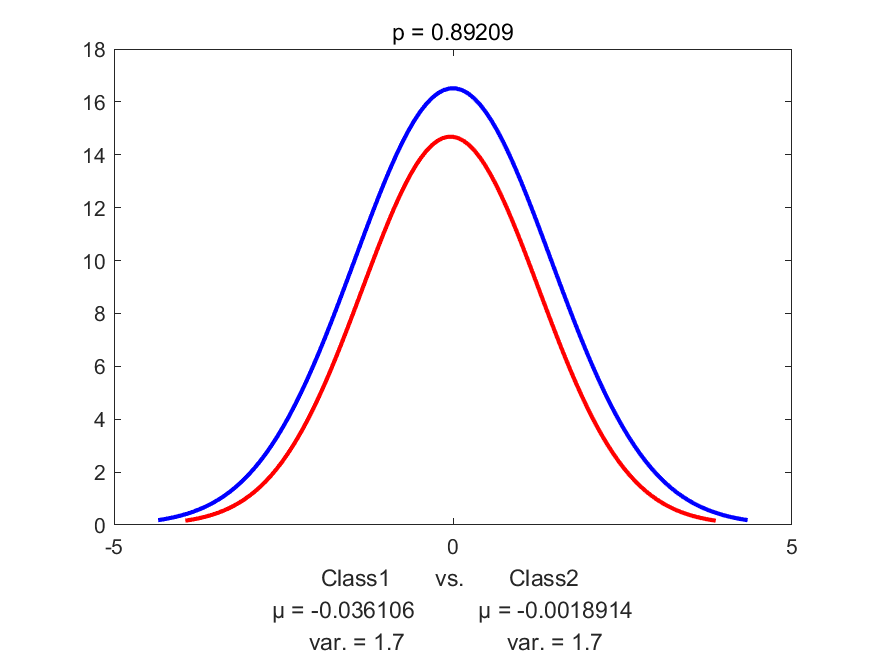 p = 0.89209
18
16
14
12
10
8
6
4
2
0
-5 0 5
Class1 vs. Class2
μ = -0.036106 μ = -0.0018914
var. = 1.7 var. = 1.7